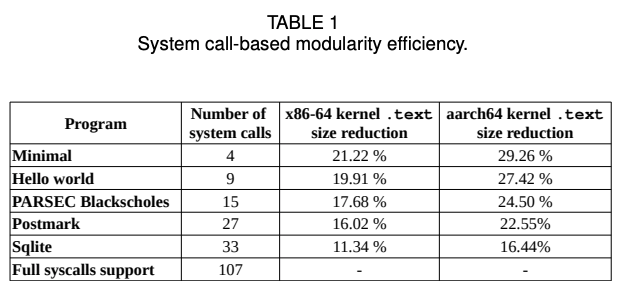 TABLE 1
System call-based modularity efficiency.
Program Number of system calls x86-64 kernel .text size reduction aarch64 kernel .text size reduction
Minimal 4 21.22 % 29.26 %
Hello world 9 19.91 % 27.42 %
PARSEC Blackscholes 15 17.68 % 24.50 %
Postmark 27 16.02 % 22.55%
Sqlite 33 11.34 % 16.44%
Full syscalls support 107 - -